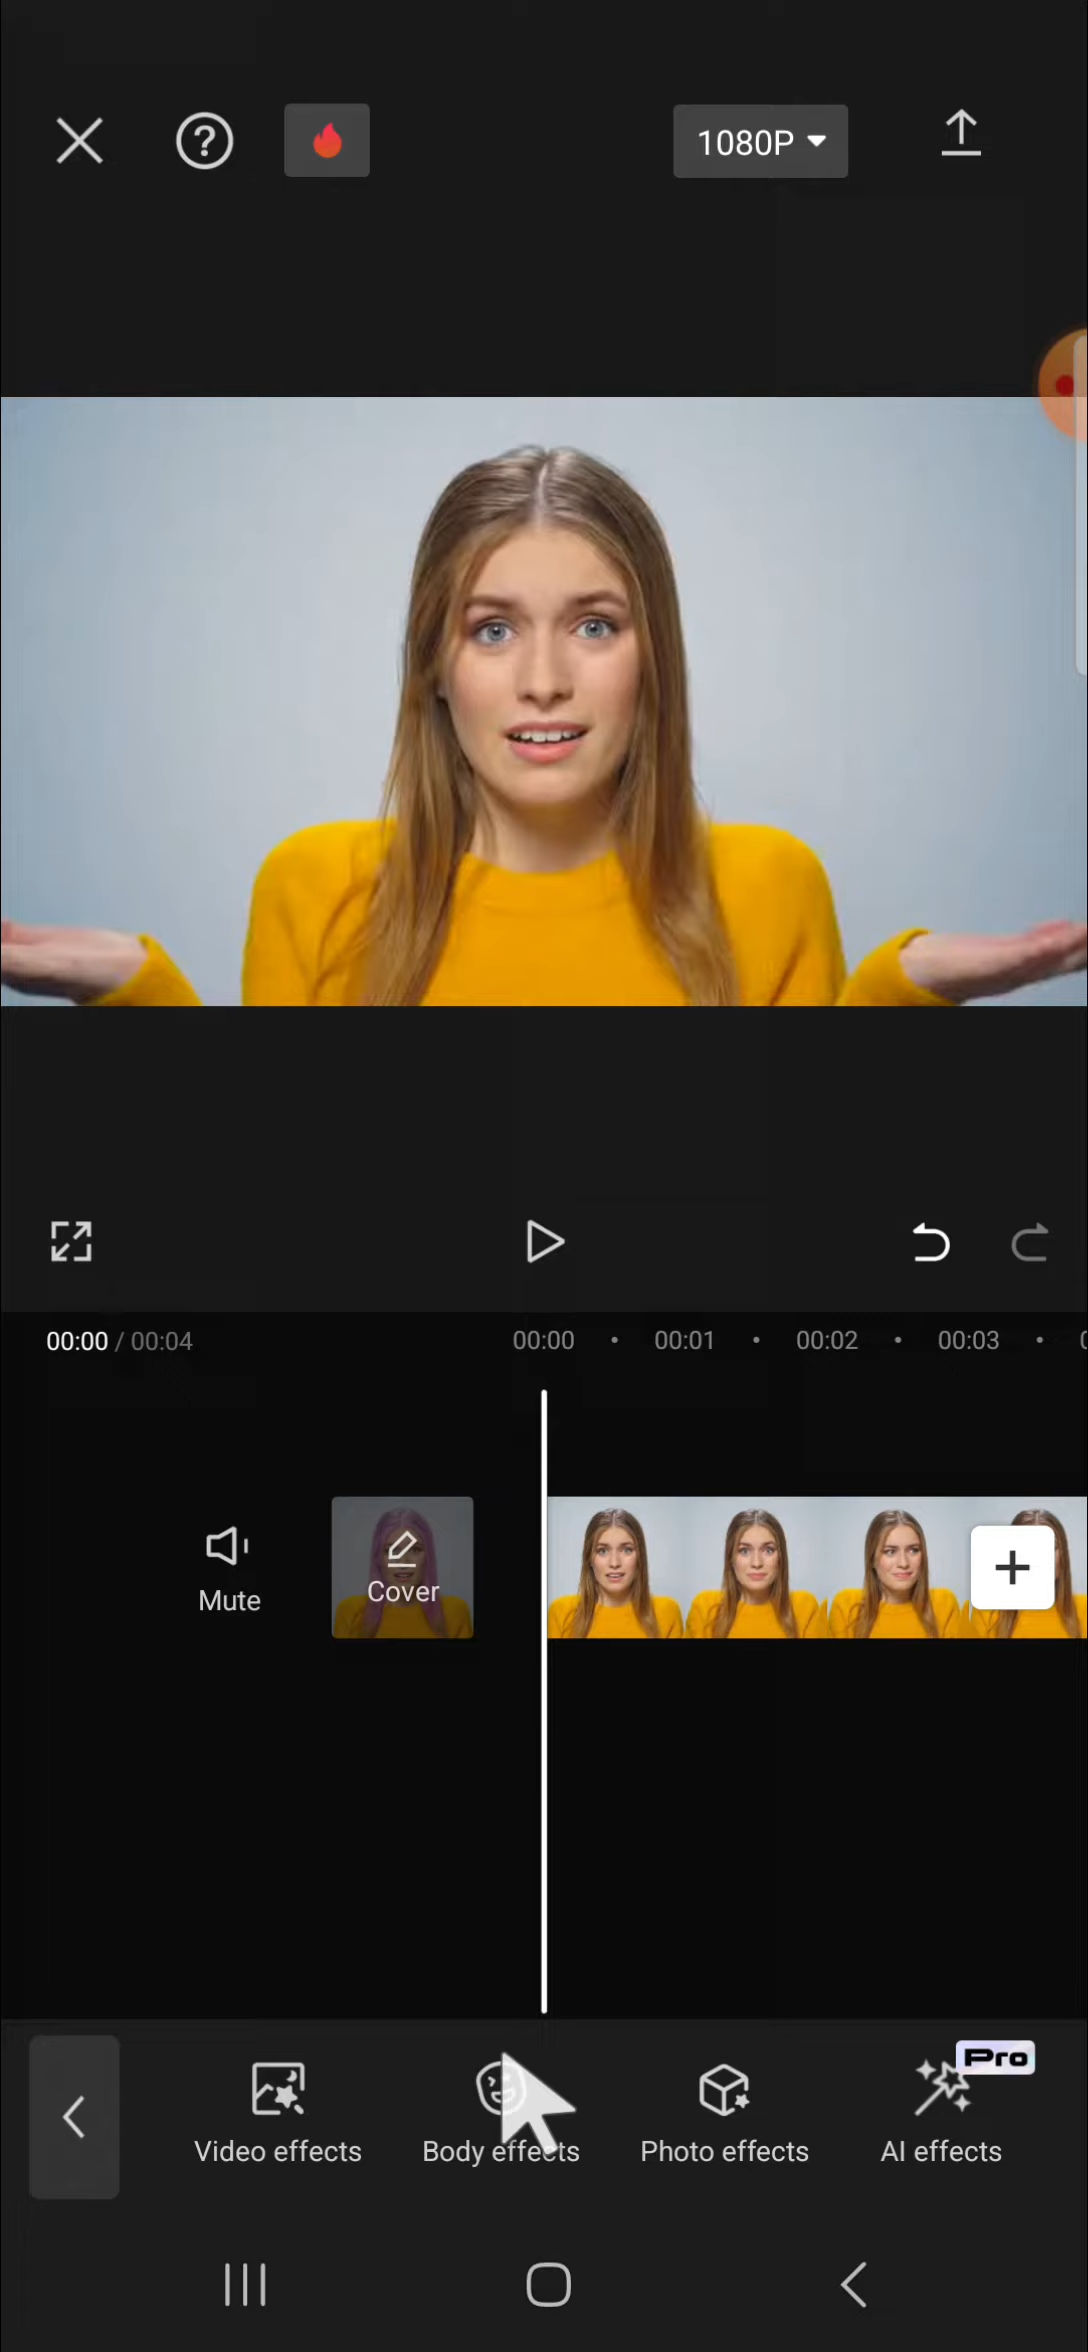 1080P
00:00 / 00:04
00:00 00:01 00:02 00:03
Mute
Cover
Pro
Video effects
Body effects
Photo effects
AI effects